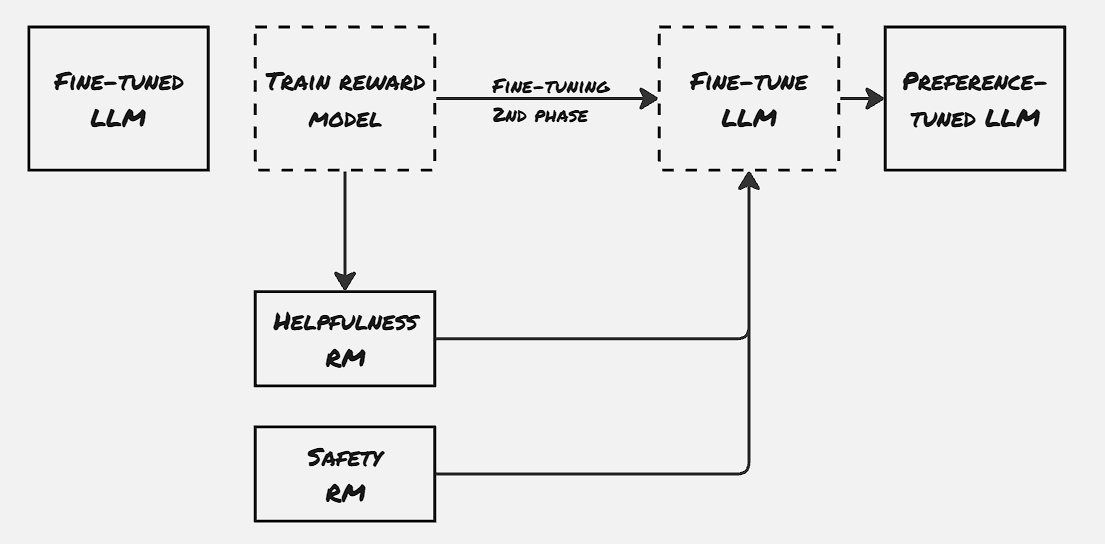 Fine-tuned
LLM
Train reward
model
Fine-tuning
2nd phase
Fine-tune
LLM
Preference-
tuned LLM
Helpfulness
RM
Safety
RM